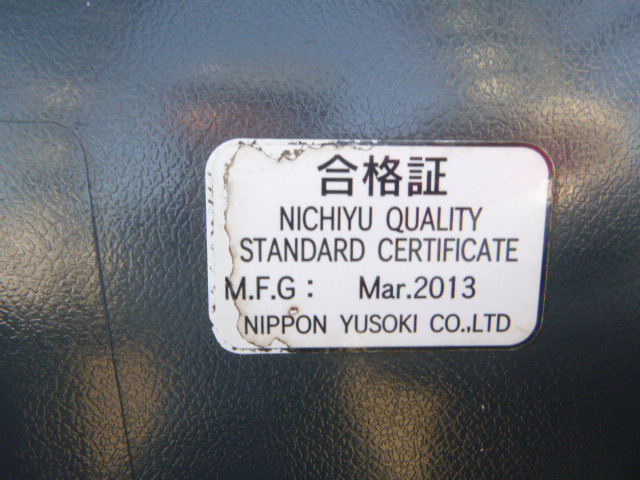 合格証
NICHIYU QUALITY
STANDARD CERTIFICATE
M.F.G : Mar.2013
NIPPON YUSOKI CO.,LTD